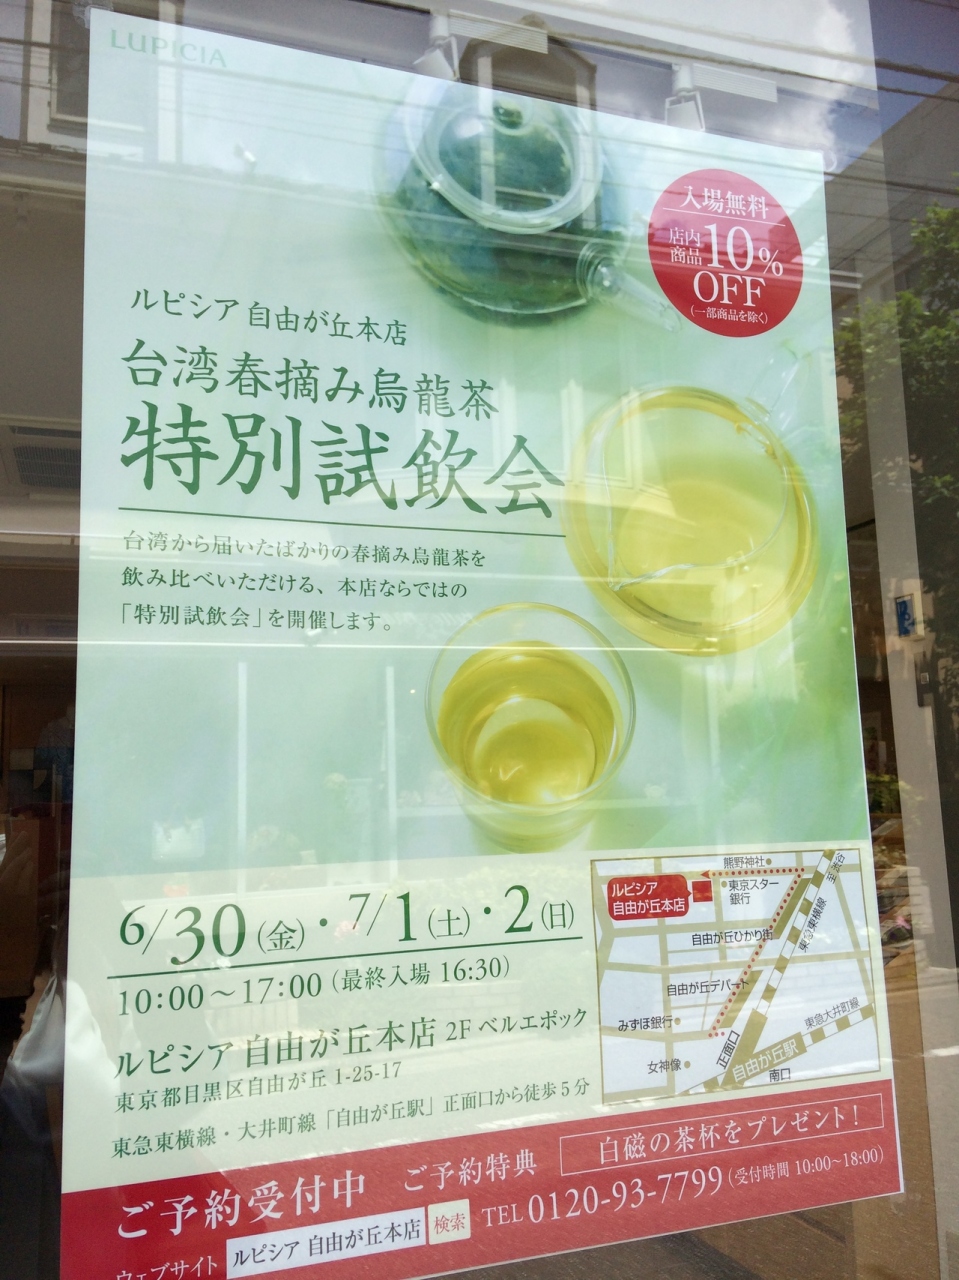 LUPICIA
入場無料
店内
商品 10%
OFF
(一部商品を除く)
ルピシア 自由が丘本店
台湾春摘み烏龍茶
特別試飲会
台湾から届いたばかりの春摘み烏龍茶を
飲み比べいただける、本店ならではの
「特別試飲会」を開催します。
6/30(金)・7/1(土)・2(日)
10:00〜17:00(最終入場 16:30)
ルピシア 自由が丘本店 2F ベルエポック
東京都目黒区自由が丘 1-25-17
東急東横線・大井町線「自由が丘駅」正面口から徒歩5分
熊野神社
至渋谷
ルピシア
自由が丘本店
東京スター
銀行
東急東横線
自由が丘ひかり街
自由が丘デパート
みずほ銀行
東急大井町線
正面口
女神像
自由が丘駅
南口
ご予約受付中 ご予約特典 白磁の茶杯をプレゼント!
ウェブサイト ルピシア 自由が丘本店 検索 TEL 0120-93-7799(受付時間 10:00〜18:00)